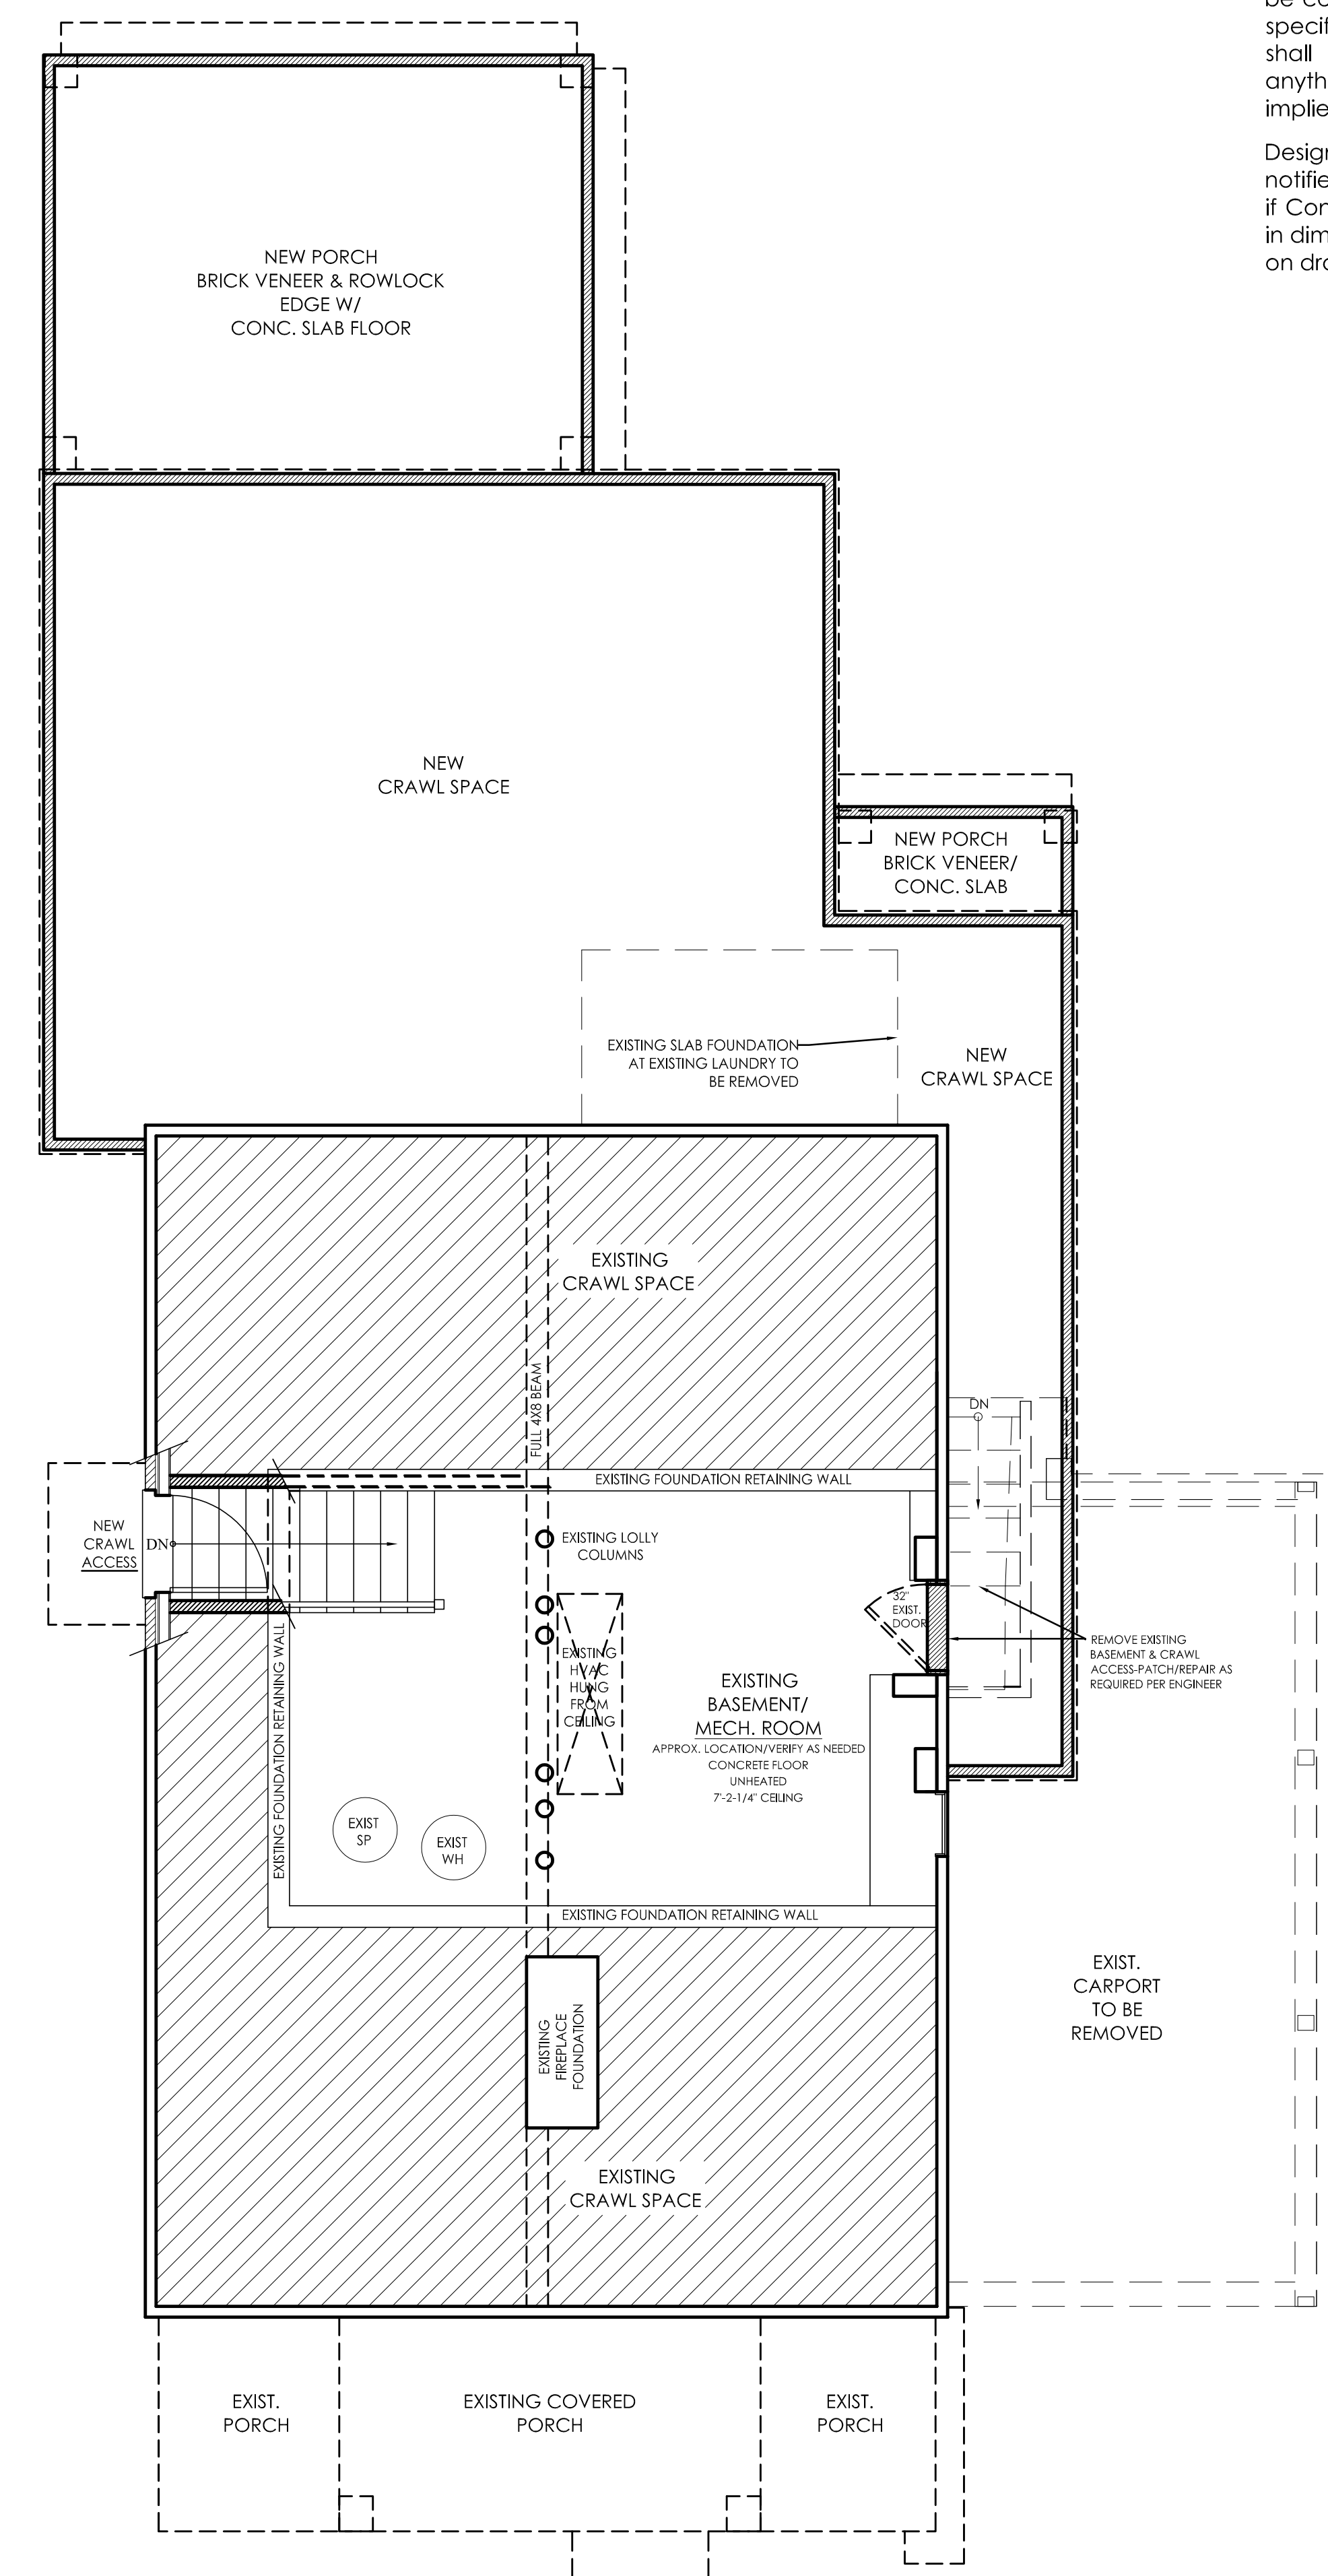 be co
specif
shall
anyth
implie
Design
notifie
if Con
in dim
on dra
NEW PORCH
BRICK VENEER & ROWLOCK
EDGE W/
CONC. SLAB FLOOR
NEW
CRAWL SPACE
NEW PORCH
BRICK VENEER/
CONC. SLAB
EXISTING SLAB FOUNDATION
AT EXISTING LAUNDRY TO
BE REMOVED
NEW
CRAWL SPACE
EXISTING
CRAWL SPACE
FULL 4X8 BEAM
DN
EXISTING FOUNDATION RETAINING WALL
NEW
CRAWL
ACCESS
DN
EXISTING LOLLY
COLUMNS
32"
EXIST.
DOOR
EXISTING
HVAC
HUNG
FROM
CEILING
REMOVE EXISTING
BASEMENT & CRAWL
ACCESS-PATCH/REPAIR AS
REQUIRED PER ENGINEER
EXISTING
BASEMENT/
MECH. ROOM
APPROX. LOCATION/VERIFY AS NEEDED
CONCRETE FLOOR
UNHEATED
7'-2-1/4" CEILING
EXISTING FOUNDATION RETAINING WALL
EXIST
SP
EXIST
WH
EXISTING FOUNDATION RETAINING WALL
EXIST.
CARPORT
TO BE
REMOVED
EXISTING
FIREPLACE
FOUNDATION
EXISTING
CRAWL SPACE
EXIST.
PORCH
EXISTING COVERED
PORCH
EXIST.
PORCH